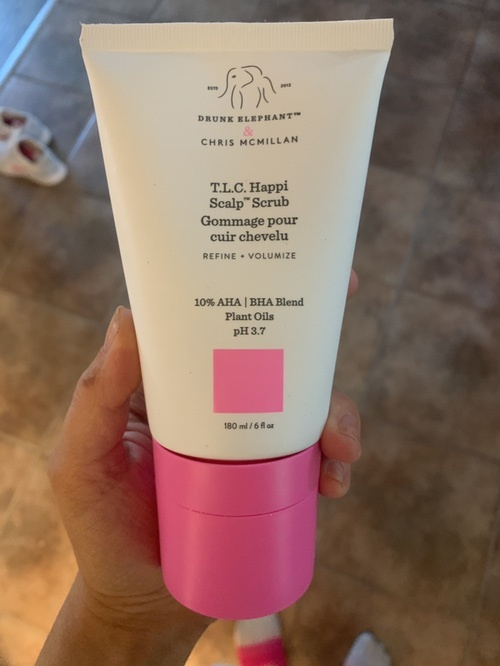 ESTD 2012
DRUNK ELEPHANT™
&
CHRIS MCMILLAN
T.L.C. Happi
Scalp™ Scrub
Gommage pour
cuir chevelu
REFINE + VOLUMIZE
10% AHA | BHA Blend
Plant Oils
pH 3.7
180 ml / 6 fl oz